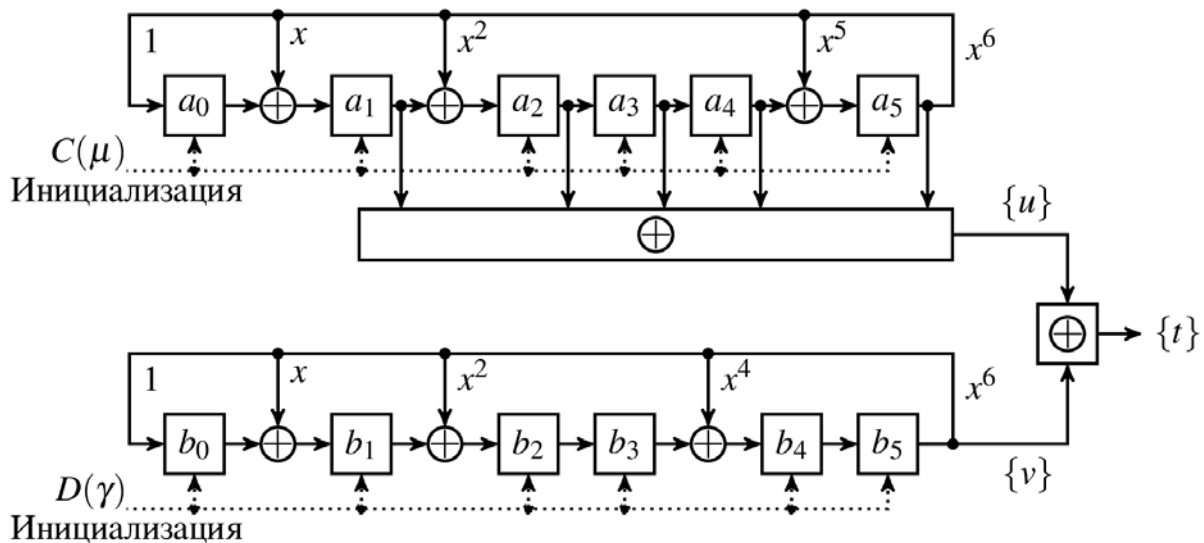 1 x x² x⁵ x⁶
a₀ a₁ a₂ a₃ a₄ a₅
C(μ)
Инициализация
{u}
{t}
1 x x² x⁴ x⁶
b₀ b₁ b₂ b₃ b₄ b₅
{v}
D(γ)
Инициализация